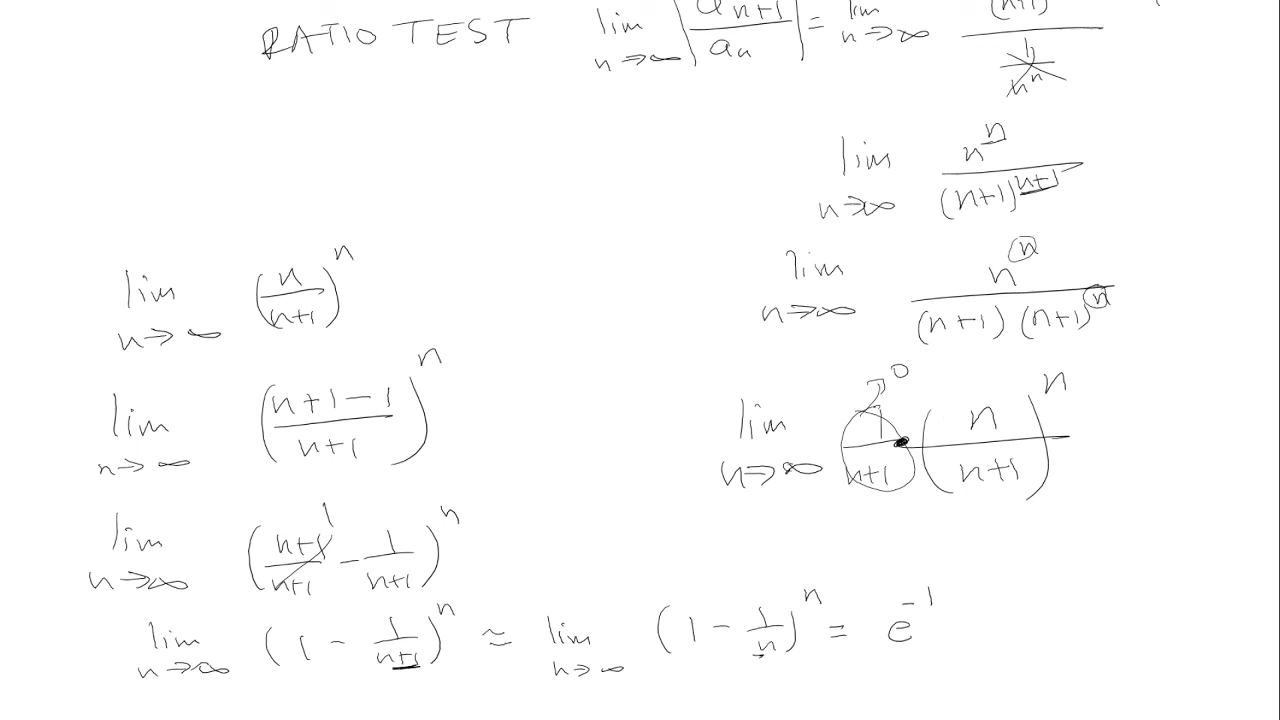 RATIO TEST lim n→∞ |a_{n+1} / a_n| = lim n→∞ (n+1) / (1/n^n)
lim n→∞ n^n / (n+1)^{n+1}
lim n→∞ n^n / ((n+1) (n+1)^n)
lim n→∞ 1/(n+1) · (n/(n+1))^n → 0
lim n→∞ (n/(n+1))^n
lim n→∞ ((n+1-1)/(n+1))^n
lim n→∞ ((n+1)/(n+1) - 1/(n+1))^n 1
lim n→∞ (1 - 1/(n+1))^n ≈ lim n→∞ (1 - 1/n)^n = e^{-1}